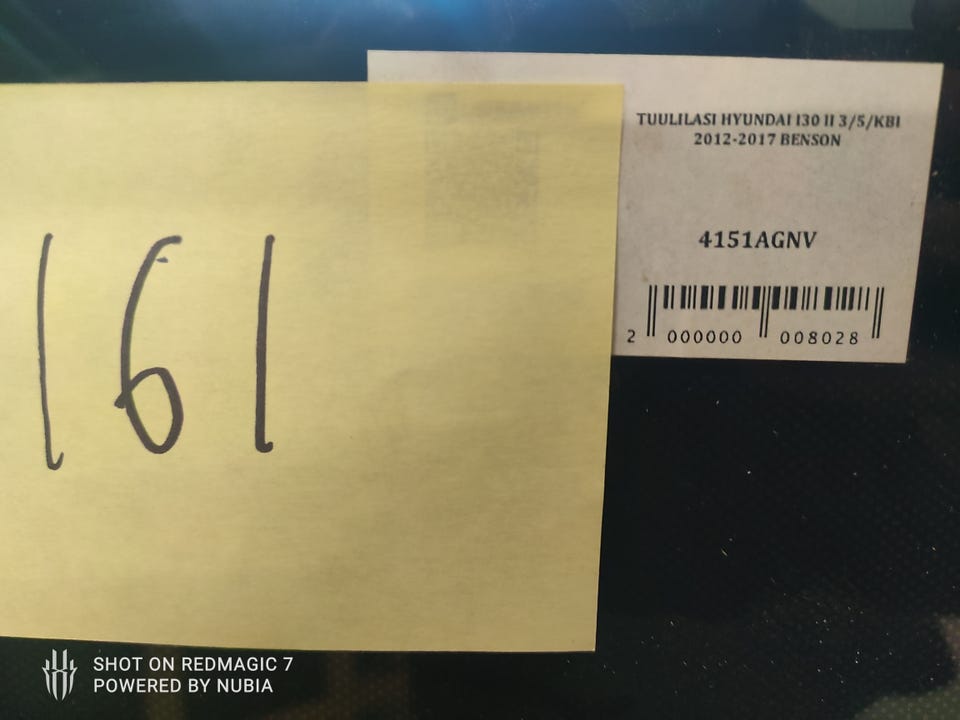 161
TUULILASI HYUNDAI I30 II 3/5/KBI
2012-2017 BENSON
4151AGNV
2 000000 008028
SHOT ON REDMAGIC 7
POWERED BY NUBIA